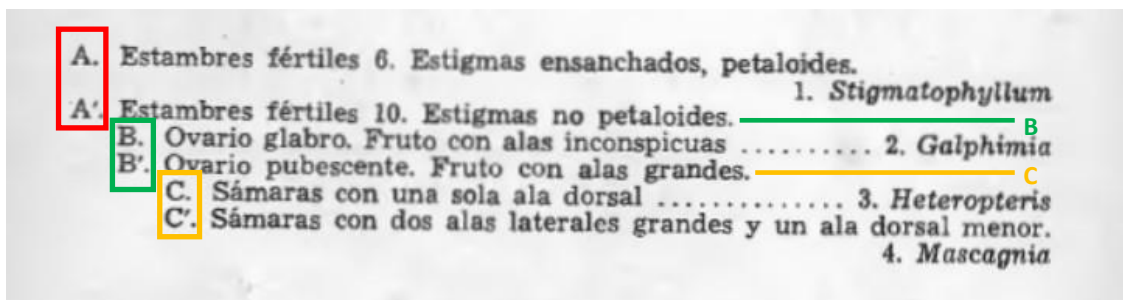 A. Estambres fértiles 6. Estigmas ensanchados, petaloides.
1. Stigmatophyllum
A'. Estambres fértiles 10. Estigmas no petaloides. B
B. Ovario glabro. Fruto con alas inconspicuas .......... 2. Galphimia
B'. Ovario pubescente. Fruto con alas grandes. C
C. Sámaras con una sola ala dorsal .............. 3. Heteropteris
C'. Sámaras con dos alas laterales grandes y un ala dorsal menor.
4. Mascagnia